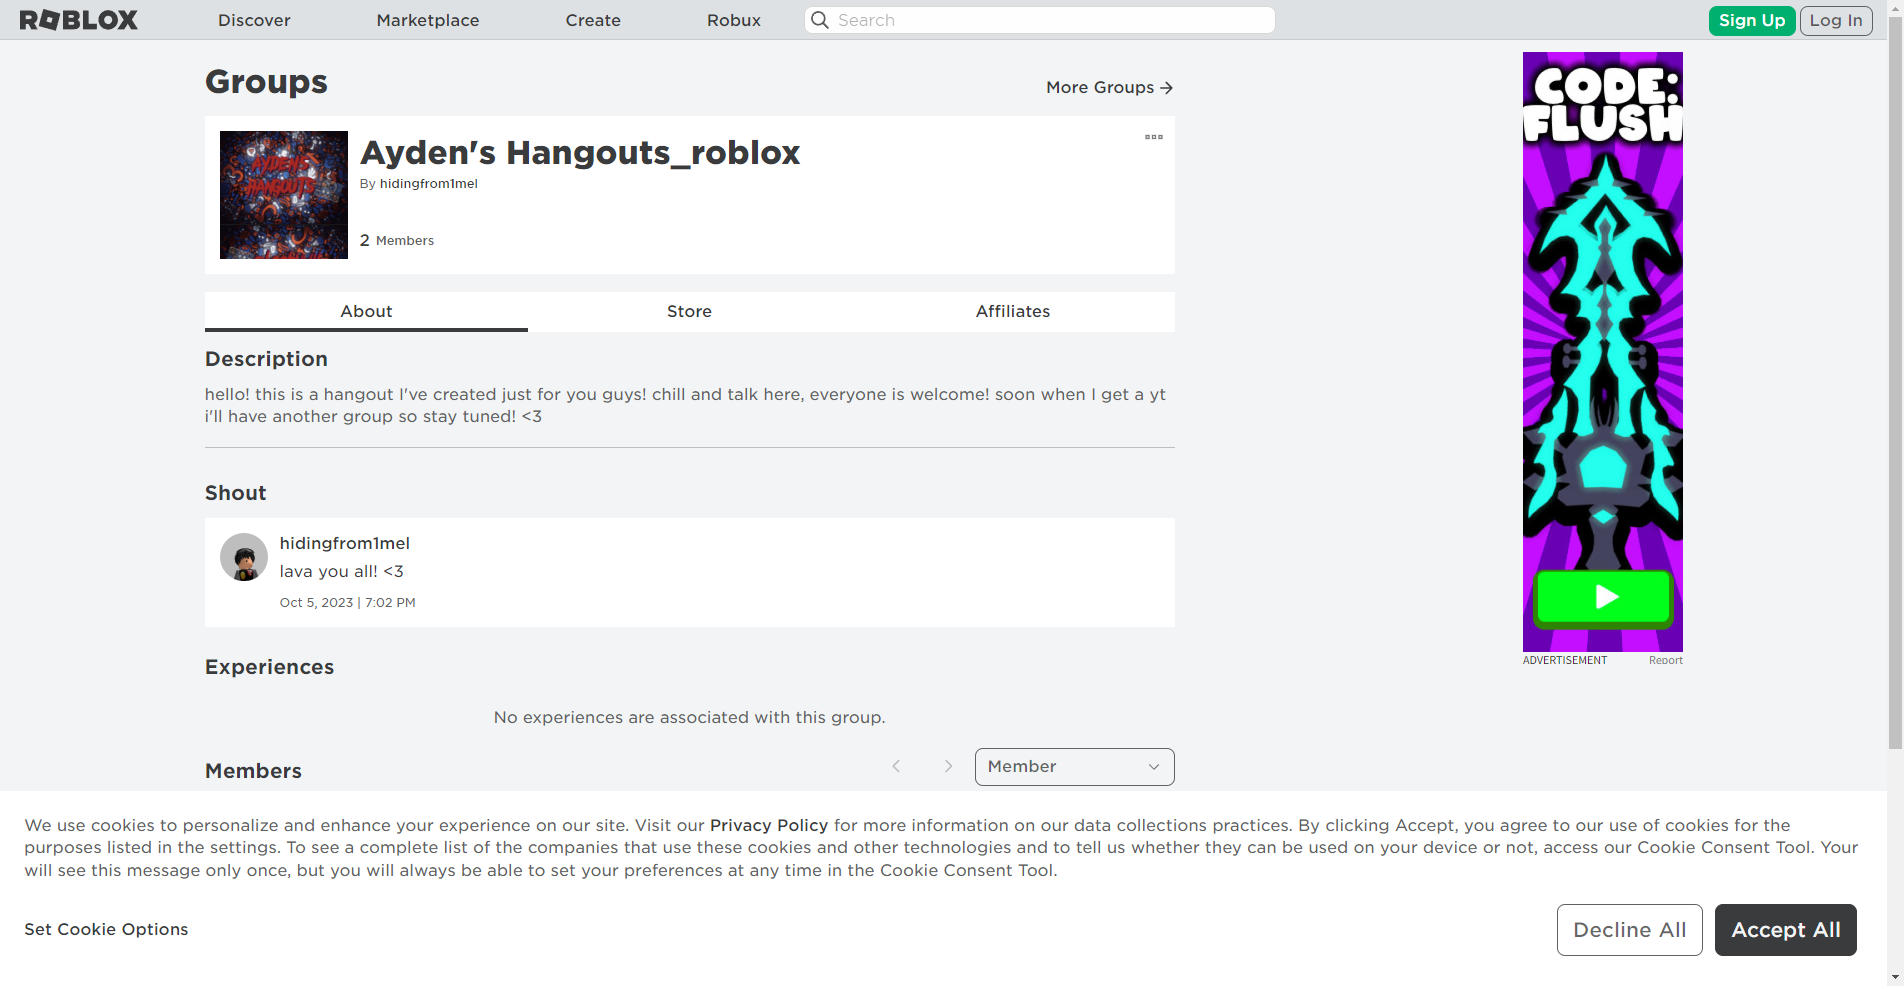 ROBLOX
Discover
Marketplace
Create
Robux
Search
Sign Up
Log In
Groups
More Groups
AYDEN'S
HANGOUTS
Ayden's Hangouts_roblox
By hidingfrom1mel
2 Members
About
Store
Affiliates
Description
hello! this is a hangout I've created just for you guys! chill and talk here, everyone is welcome! soon when I get a yt
i'll have another group so stay tuned! <3
Shout
hidingfrom1mel
lava you all! <3
Oct 5, 2023 | 7:02 PM
Experiences
No experiences are associated with this group.
Members
Member
CODE:
FLUSH
ADVERTISEMENT
Report
We use cookies to personalize and enhance your experience on our site. Visit our Privacy Policy for more information on our data collections practices. By clicking Accept, you agree to our use of cookies for the
purposes listed in the settings. To see a complete list of the companies that use these cookies and other technologies and to tell us whether they can be used on your device or not, access our Cookie Consent Tool. Your
will see this message only once, but you will always be able to set your preferences at any time in the Cookie Consent Tool.
Set Cookie Options
Decline All
Accept All